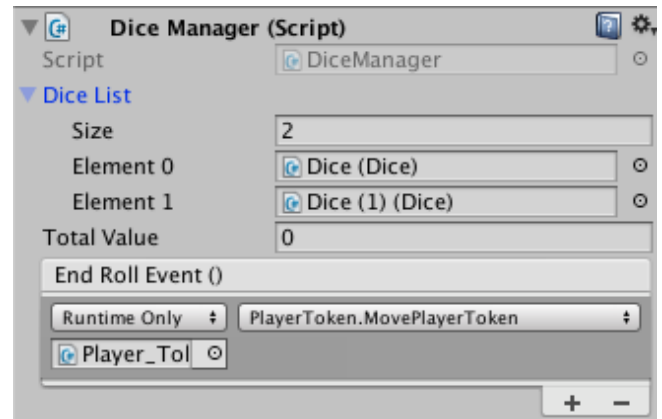 Dice Manager (Script)
Script DiceManager
Dice List
Size 2
Element 0 Dice (Dice)
Element 1 Dice (1) (Dice)
Total Value 0
End Roll Event ()
Runtime Only PlayerToken.MovePlayerToken
Player_Tol